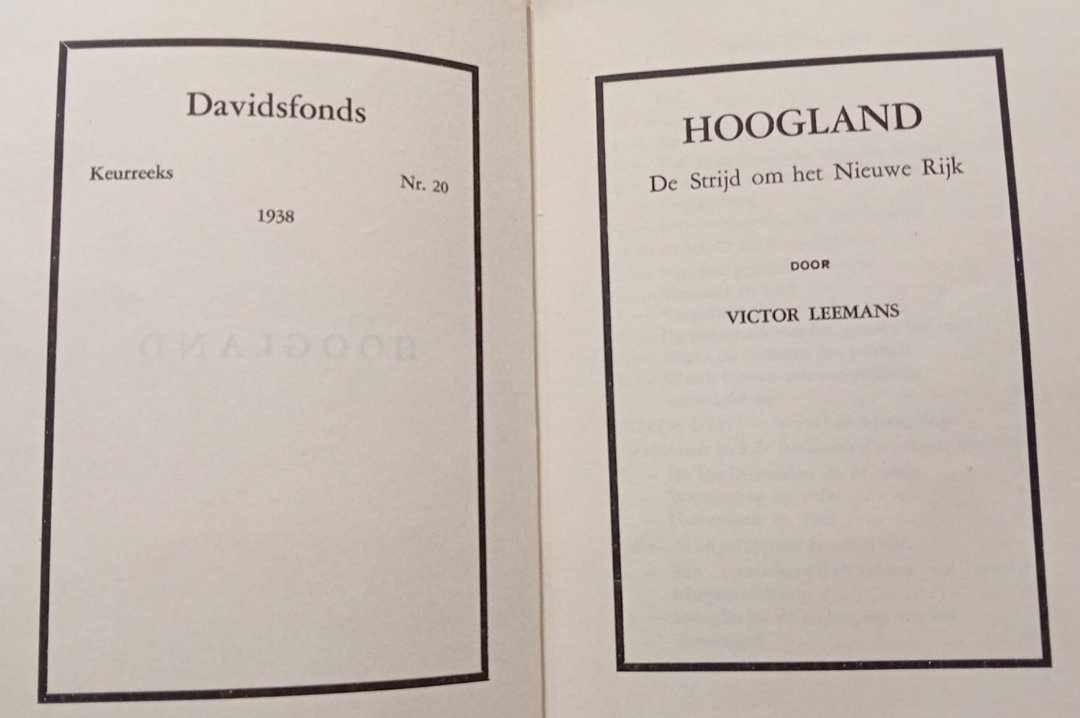 Davidsfonds
Keurreeks
Nr. 20
1938
HOOGLAND
De Strijd om het Nieuwe Rijk
DOOR
VICTOR LEEMANS